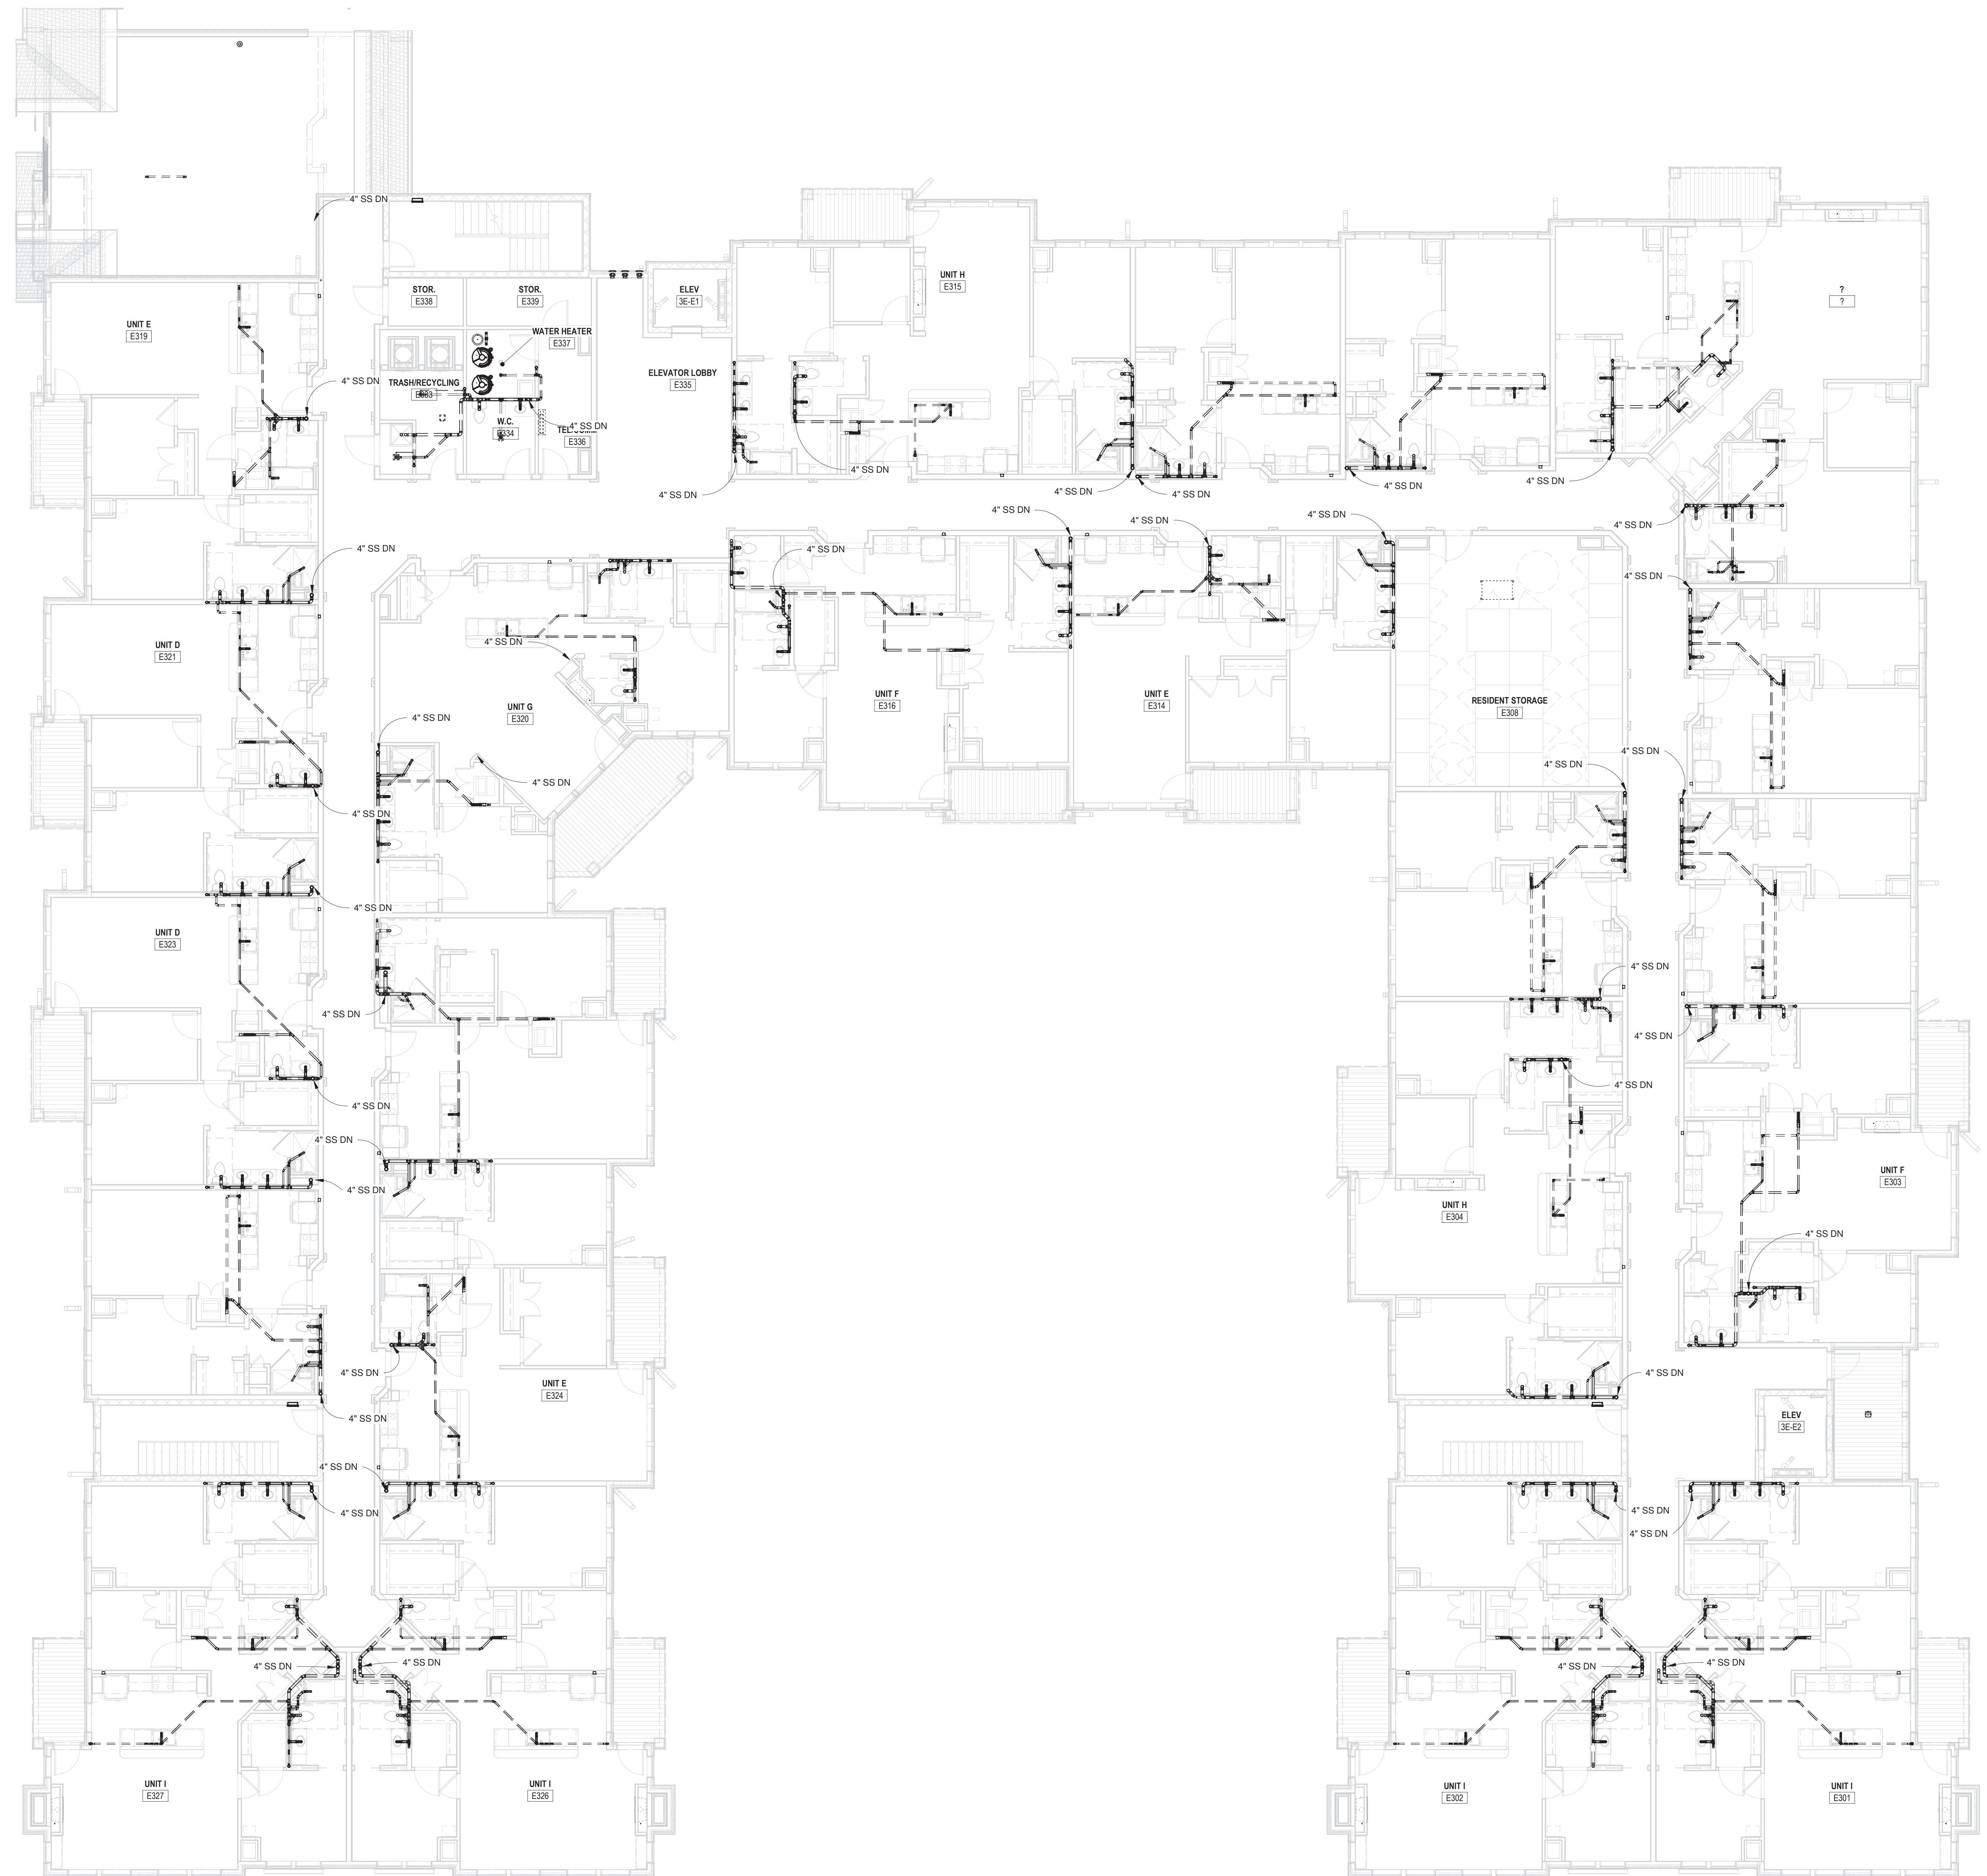 4" SS DN
STOR.
E338
STOR.
E339
ELEV
3E-E1
UNIT H
E315
?
?
UNIT E
E319
WATER HEATER
E337
ELEVATOR LOBBY
E335
TRASH/RECYCLING
4" SS DN
W.C.
E334
4" SS DN
E336
4" SS DN
4" SS DN
4" SS DN
4" SS DN
4" SS DN
4" SS DN
4" SS DN
4" SS DN
4" SS DN
4" SS DN
4" SS DN
4" SS DN
4" SS DN
4" SS DN
UNIT D
E321
4" SS DN
UNIT G
E320
UNIT F
E316
UNIT E
E314
RESIDENT STORAGE
E308
4" SS DN
4" SS DN
4" SS DN
4" SS DN
4" SS DN
4" SS DN
UNIT D
E323
4" SS DN
4" SS DN
4" SS DN
4" SS DN
4" SS DN
4" SS DN
UNIT F
E303
4" SS DN
UNIT H
E304
4" SS DN
4" SS DN
4" SS DN
UNIT E
E324
4" SS DN
ELEV
3E-E2
4" SS DN
4" SS DN
4" SS DN
4" SS DN
4" SS DN
4" SS DN
4" SS DN
4" SS DN
4" SS DN
UNIT I
E327
UNIT I
E326
UNIT I
E302
UNIT I
E301